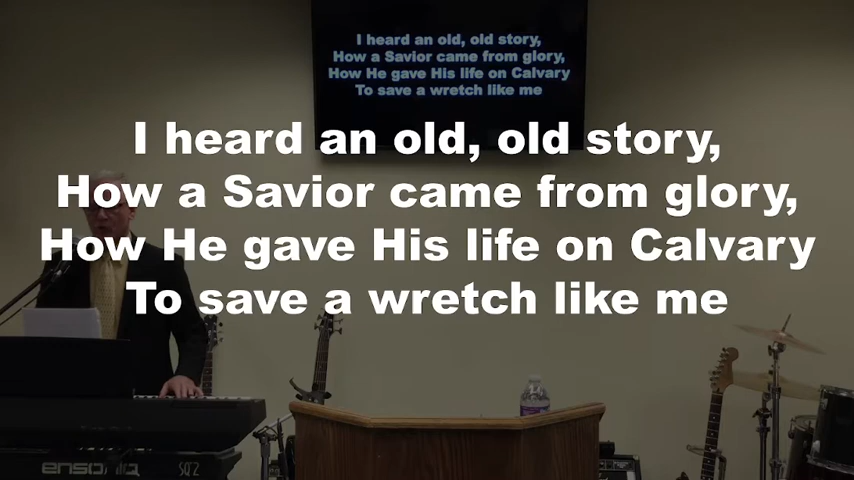 I heard an old, old story,
How a Savior came from glory,
How He gave His life on Calvary
To save a wretch like me
I heard an old, old story,
How a Savior came from glory,
How He gave His life on Calvary
To save a wretch like me
ensoniq SQ2